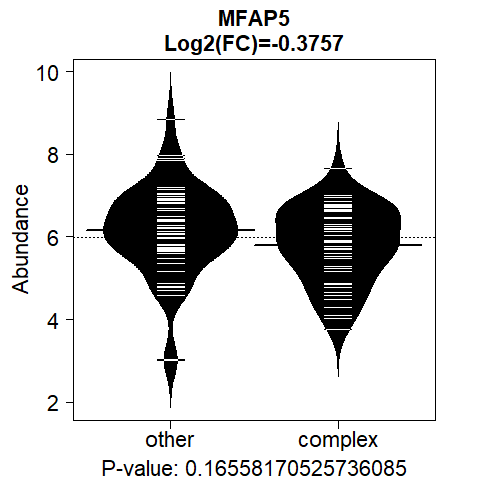 MFAP5
Log2(FC)=-0.3757
10
8
6
4
2
Abundance
other complex
P-value: 0.16558170525736085